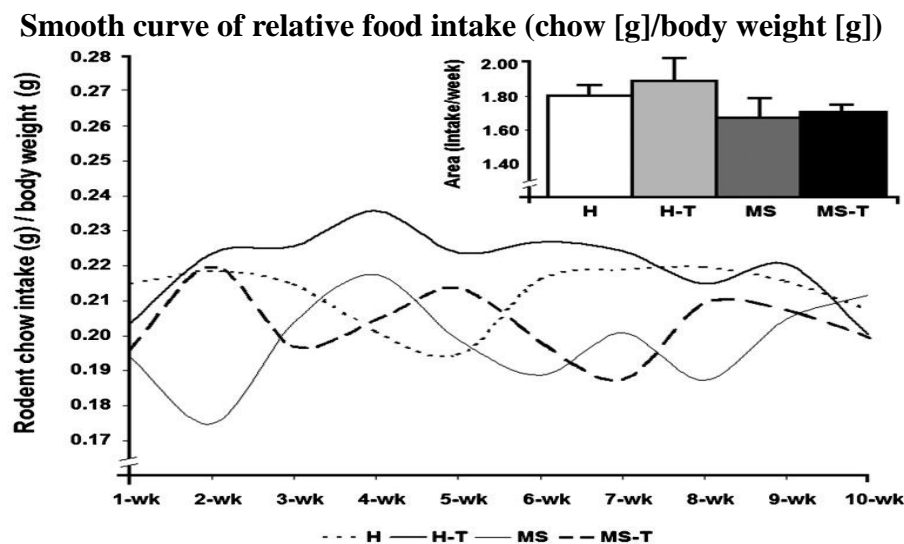 Smooth curve of relative food intake (chow [g]/body weight [g])
Rodent chow intake (g) / body weight (g)
0.28
0.27
0.26
0.25
0.24
0.23
0.22
0.21
0.20
0.19
0.18
0.17
Area (Intake/week)
2.00
1.80
1.60
1.40
H H-T MS MS-T
1-wk 2-wk 3-wk 4-wk 5-wk 6-wk 7-wk 8-wk 9-wk 10-wk
H H-T MS MS-T